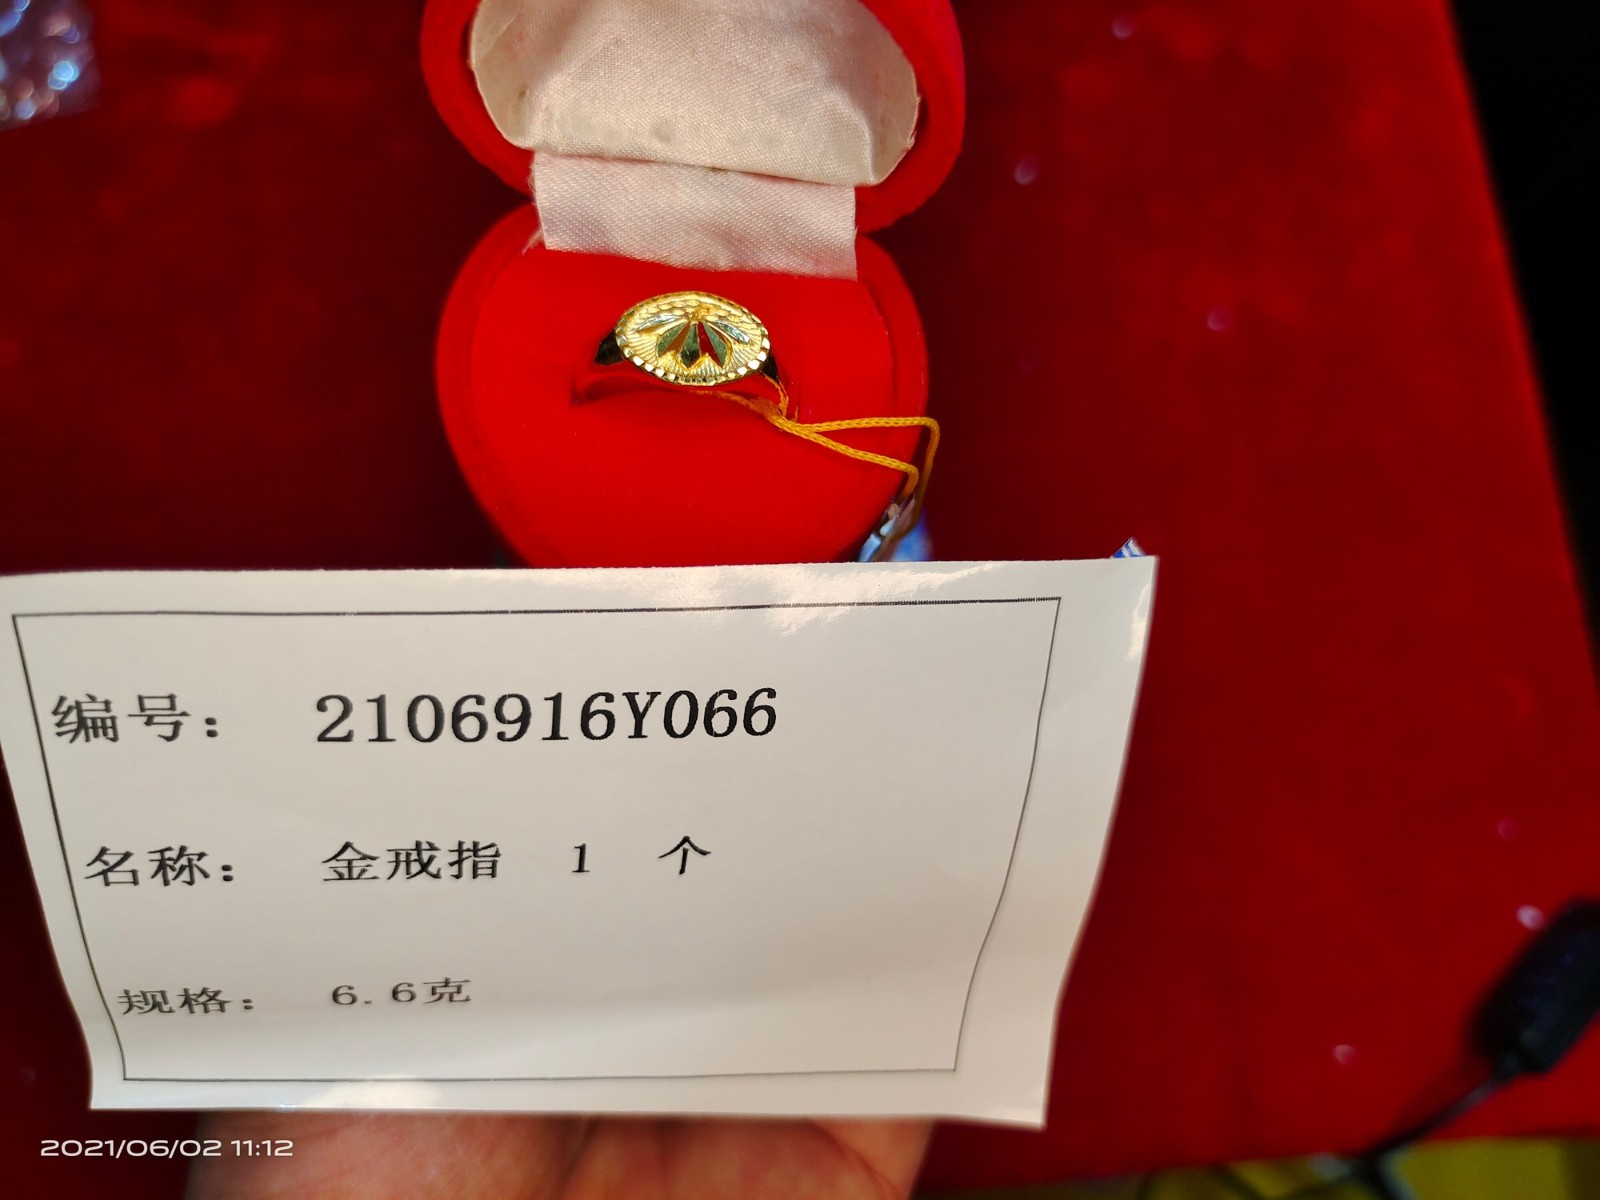 编号： 2106916Y066
名称： 金戒指 1 个
规格： 6.6克
2021/06/02 11:12